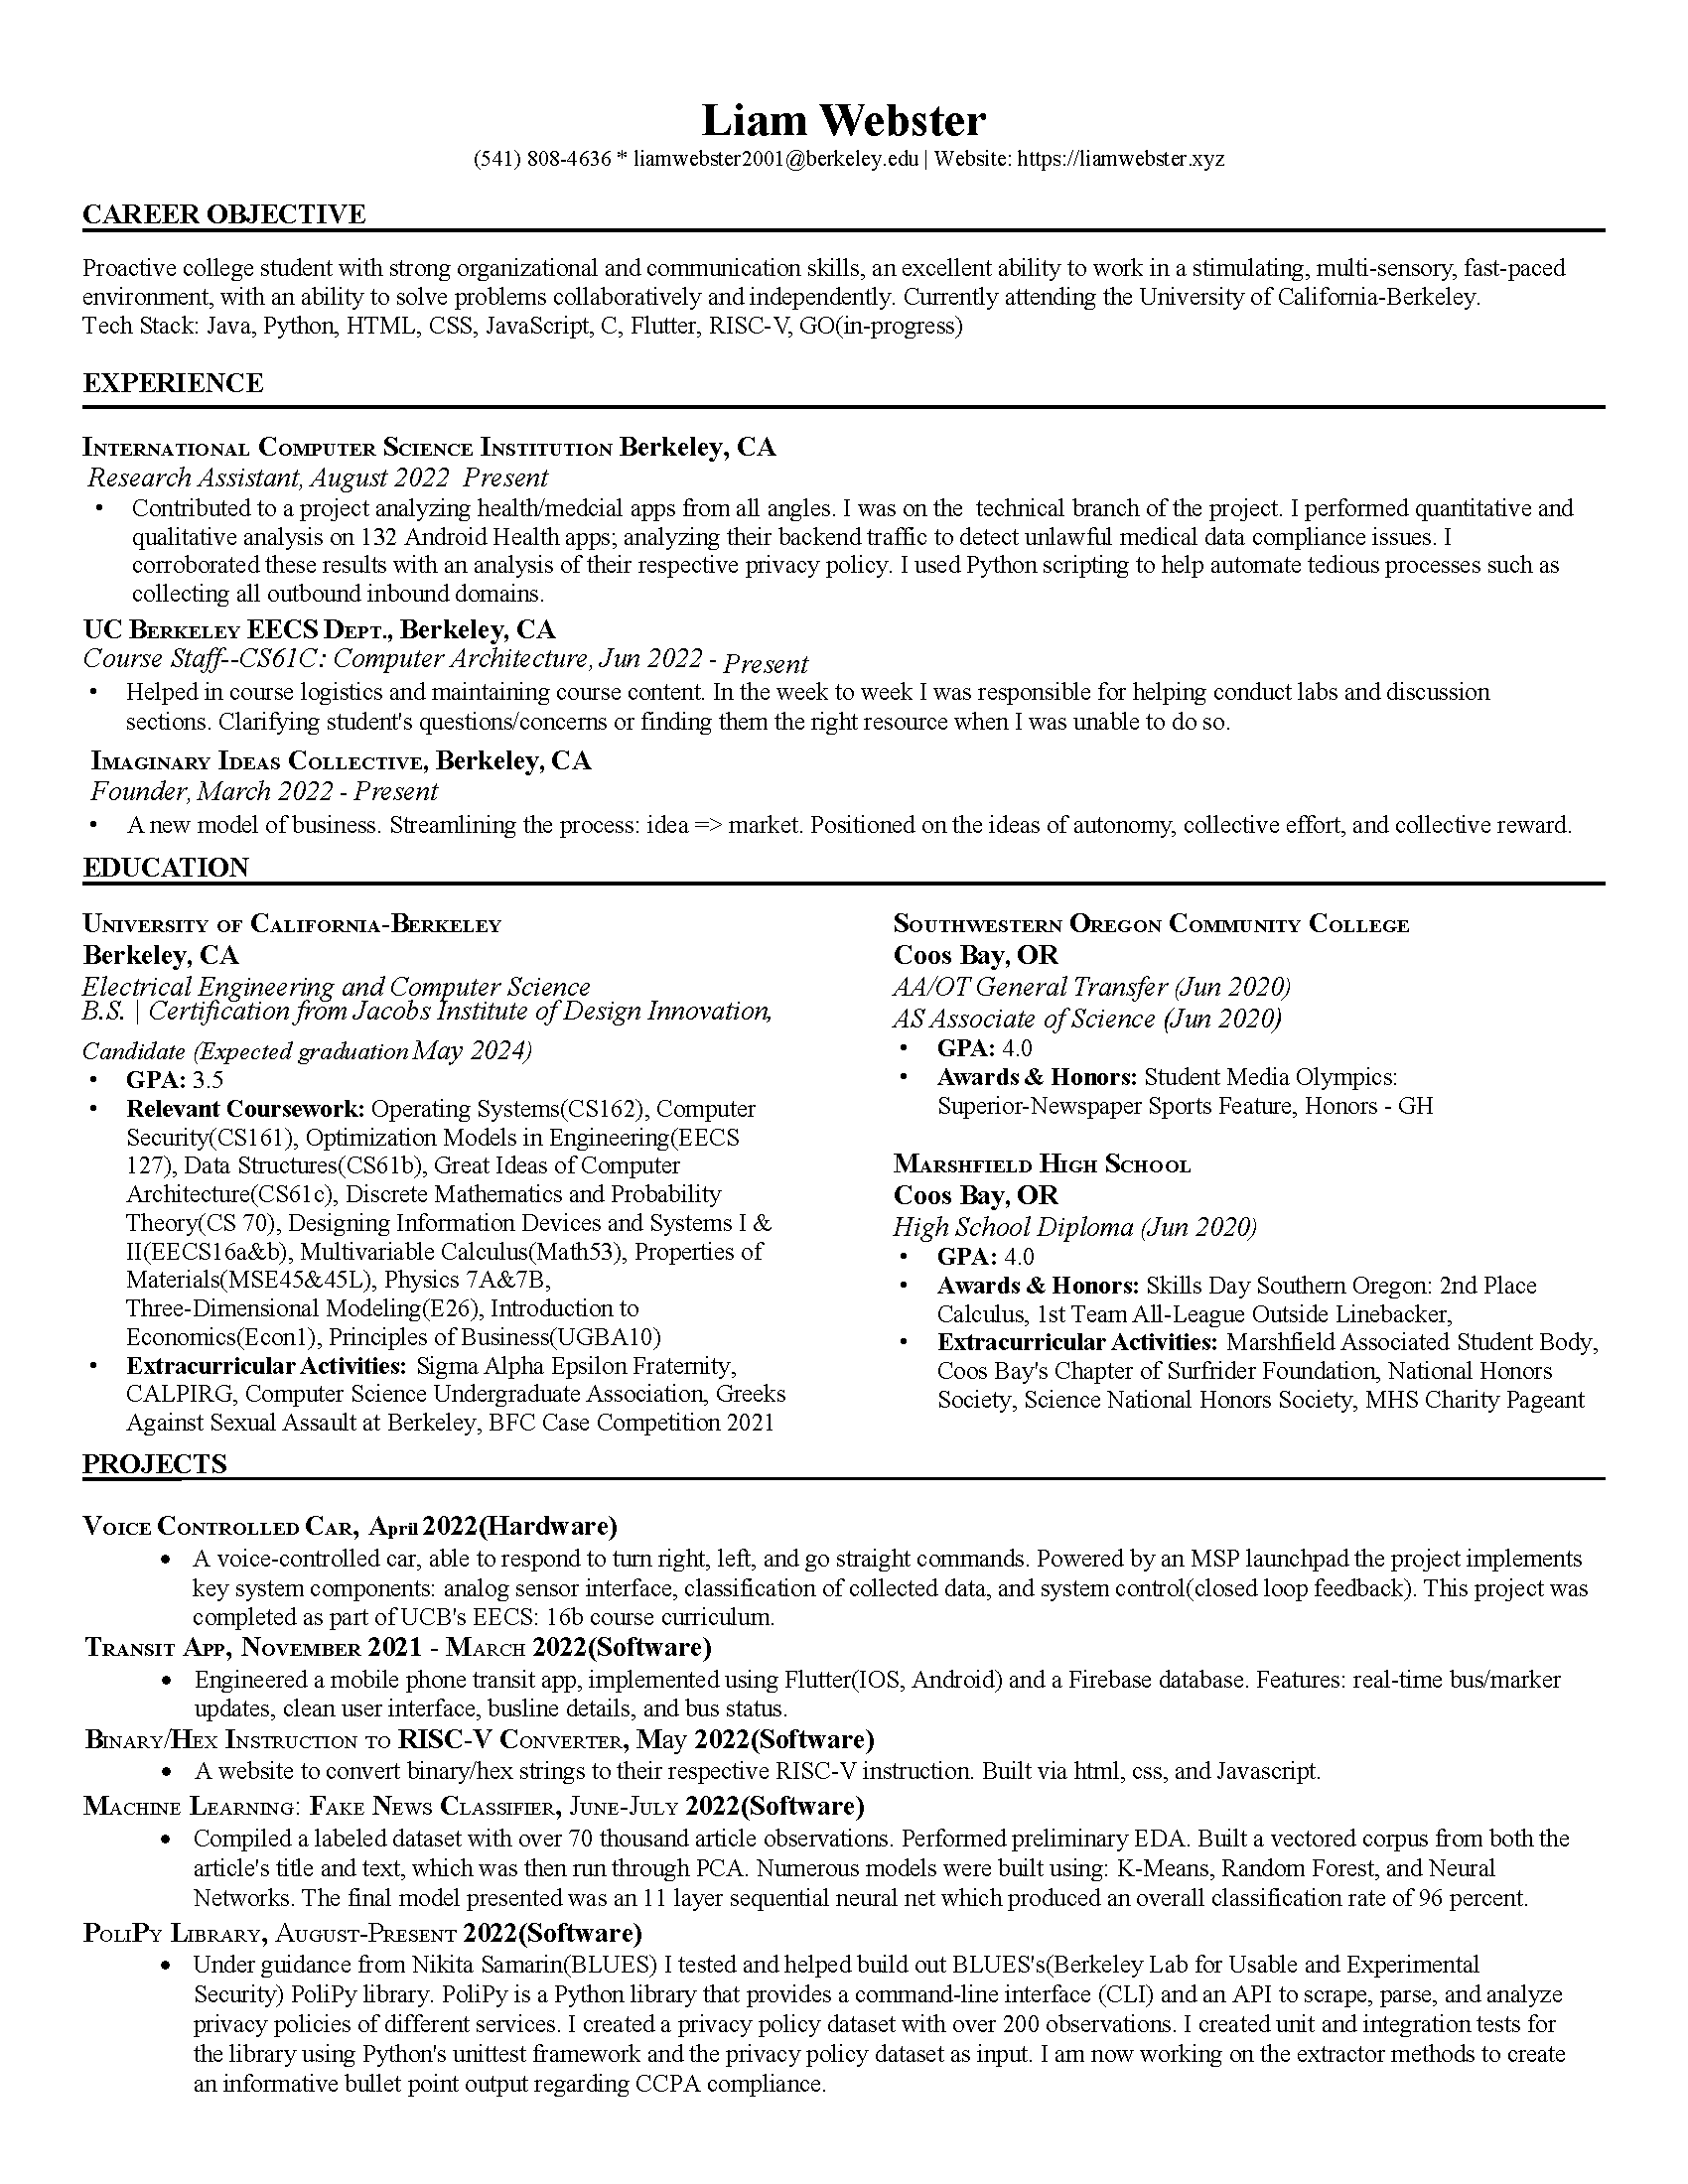 Liam Webster
(541) 808-4636 * liamwebster2001@berkeley.edu | Website: https://liamwebster.xyz
CAREER OBJECTIVE
Proactive college student with strong organizational and communication skills, an excellent ability to work in a stimulating, multi-sensory, fast-paced
environment, with an ability to solve problems collaboratively and independently. Currently attending the University of California-Berkeley.
Tech Stack: Java, Python, HTML, CSS, JavaScript, C, Flutter, RISC-V, GO(in-progress)
EXPERIENCE
International Computer Science Institution Berkeley, CA
Research Assistant, August 2022  Present
• Contributed to a project analyzing health/medcial apps from all angles. I was on the  technical branch of the project. I performed quantitative and
qualitative analysis on 132 Android Health apps; analyzing their backend traffic to detect unlawful medical data compliance issues. I
corroborated these results with an analysis of their respective privacy policy. I used Python scripting to help automate tedious processes such as
collecting all outbound inbound domains.
UC Berkeley EECS Dept., Berkeley, CA
Course Staff--CS61C: Computer Architecture, Jun 2022 - Present
• Helped in course logistics and maintaining course content. In the week to week I was responsible for helping conduct labs and discussion
sections. Clarifying student's questions/concerns or finding them the right resource when I was unable to do so.
Imaginary Ideas Collective, Berkeley, CA
Founder, March 2022 - Present
• A new model of business. Streamlining the process: idea => market. Positioned on the ideas of autonomy, collective effort, and collective reward.
EDUCATION
University of California-Berkeley
Berkeley, CA
Electrical Engineering and Computer Science
B.S. | Certification from Jacobs Institute of Design Innovation,
Candidate (Expected graduation May 2024)
• GPA: 3.5
• Relevant Coursework: Operating Systems(CS162), Computer
Security(CS161), Optimization Models in Engineering(EECS
127), Data Structures(CS61b), Great Ideas of Computer
Architecture(CS61c), Discrete Mathematics and Probability
Theory(CS 70), Designing Information Devices and Systems I &
II(EECS16a&b), Multivariable Calculus(Math53), Properties of
Materials(MSE45&45L), Physics 7A&7B,
Three-Dimensional Modeling(E26), Introduction to
Economics(Econ1), Principles of Business(UGBA10)
• Extracurricular Activities: Sigma Alpha Epsilon Fraternity,
CALPIRG, Computer Science Undergraduate Association, Greeks
Against Sexual Assault at Berkeley, BFC Case Competition 2021
Southwestern Oregon Community College
Coos Bay, OR
AA/OT General Transfer (Jun 2020)
AS Associate of Science (Jun 2020)
• GPA: 4.0
• Awards & Honors: Student Media Olympics:
Superior-Newspaper Sports Feature, Honors - GH
Marshfield High School
Coos Bay, OR
High School Diploma (Jun 2020)
• GPA: 4.0
• Awards & Honors: Skills Day Southern Oregon: 2nd Place
Calculus, 1st Team All-League Outside Linebacker,
• Extracurricular Activities: Marshfield Associated Student Body,
Coos Bay's Chapter of Surfrider Foundation, National Honors
Society, Science National Honors Society, MHS Charity Pageant
PROJECTS
Voice Controlled Car, April 2022(Hardware)
• A voice-controlled car, able to respond to turn right, left, and go straight commands. Powered by an MSP launchpad the project implements
key system components: analog sensor interface, classification of collected data, and system control(closed loop feedback). This project was
completed as part of UCB's EECS: 16b course curriculum.
Transit App, November 2021 - March 2022(Software)
• Engineered a mobile phone transit app, implemented using Flutter(IOS, Android) and a Firebase database. Features: real-time bus/marker
updates, clean user interface, busline details, and bus status.
Binary/Hex Instruction to RISC-V Converter, May 2022(Software)
• A website to convert binary/hex strings to their respective RISC-V instruction. Built via html, css, and Javascript.
Machine Learning: Fake News Classifier, June-July 2022(Software)
• Compiled a labeled dataset with over 70 thousand article observations. Performed preliminary EDA. Built a vectored corpus from both the
article's title and text, which was then run through PCA. Numerous models were built using: K-Means, Random Forest, and Neural
Networks. The final model presented was an 11 layer sequential neural net which produced an overall classification rate of 96 percent.
PoliPy Library, August-Present 2022(Software)
• Under guidance from Nikita Samarin(BLUES) I tested and helped build out BLUES's(Berkeley Lab for Usable and Experimental
Security) PoliPy library. PoliPy is a Python library that provides a command-line interface (CLI) and an API to scrape, parse, and analyze
privacy policies of different services. I created a privacy policy dataset with over 200 observations. I created unit and integration tests for
the library using Python's unittest framework and the privacy policy dataset as input. I am now working on the extractor methods to create
an informative bullet point output regarding CCPA compliance.